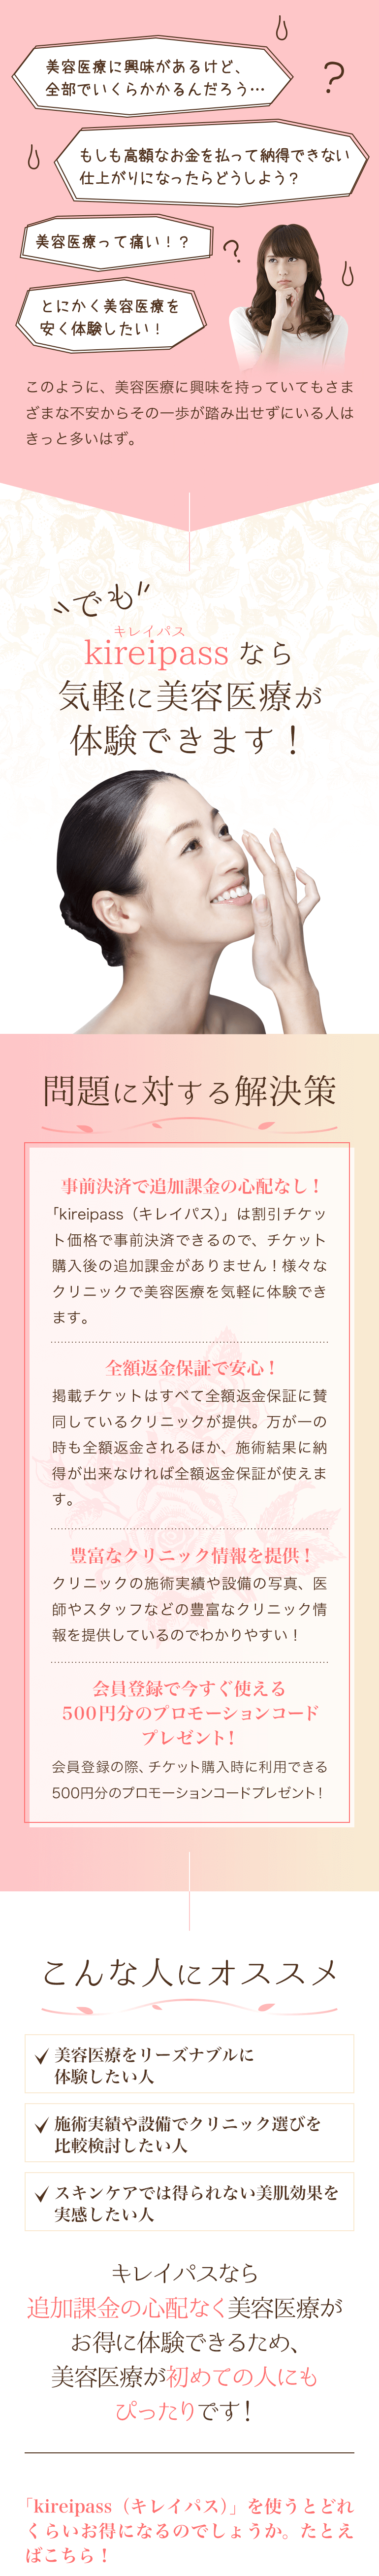 美容医療に興味があるけど、
全部でいくらかかるんだろう…
?
もしも高額なお金を払って納得できない
仕上がりになったらどうしよう？
美容医療って痛い！？
?
とにかく美容医療を
安く体験したい！
このように、美容医療に興味を持っていてもさま
ざまな不安からその一歩が踏み出せずにいる人は
きっと多いはず。
〝でも〟
キレイパス
kireipass なら
気軽に美容医療が
体験できます！
問題に対する解決策
事前決済で追加課金の心配なし！
「kireipass（キレイパス）」は割引チケッ
ト価格で事前決済できるので、チケット
購入後の追加課金がありません！様々な
クリニックで美容医療を気軽に体験でき
ます。
全額返金保証で安心！
掲載チケットはすべて全額返金保証に賛
同しているクリニックが提供。万が一の
時も全額返金されるほか、施術結果に納
得が出来なければ全額返金保証が使えま
す。
豊富なクリニック情報を提供！
クリニックの施術実績や設備の写真、医
師やスタッフなどの豊富なクリニック情
報を提供しているのでわかりやすい！
会員登録で今すぐ使える
500円分のプロモーションコード
プレゼント！
会員登録の際、チケット購入時に利用できる
500円分のプロモーションコードプレゼント！
こんな人にオススメ
美容医療をリーズナブルに
体験したい人
施術実績や設備でクリニック選びを
比較検討したい人
スキンケアでは得られない美肌効果を
実感したい人
キレイパスなら
追加課金の心配なく美容医療が
お得に体験できるため、
美容医療が初めての人にも
ぴったりです！
「kireipass（キレイパス）」を使うとどれ
くらいお得になるのでしょうか。たとえ
ばこちら！